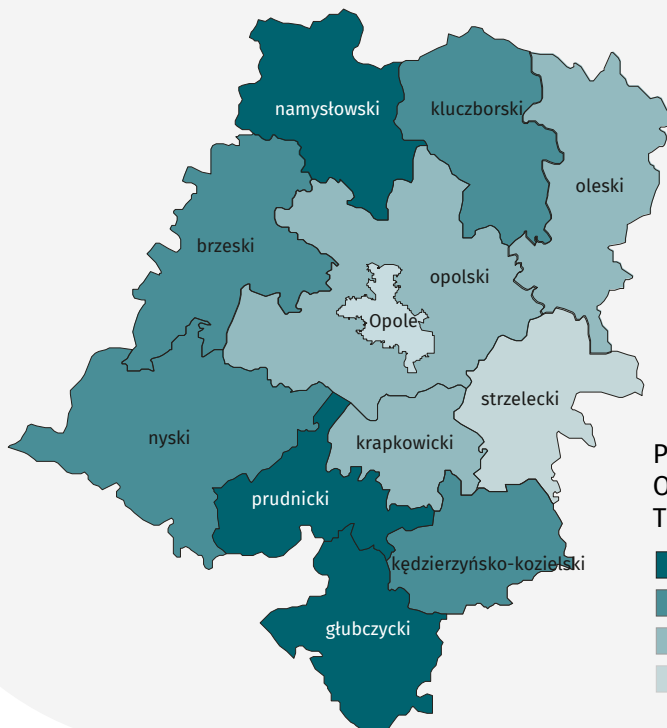 namysłowski
kluczborski
oleski
brzeski
opolski
Opole
strzelecki
nyski
krapkowicki
prudnicki
kędzierzyńsko-kozielski
głubczycki
P
O
T